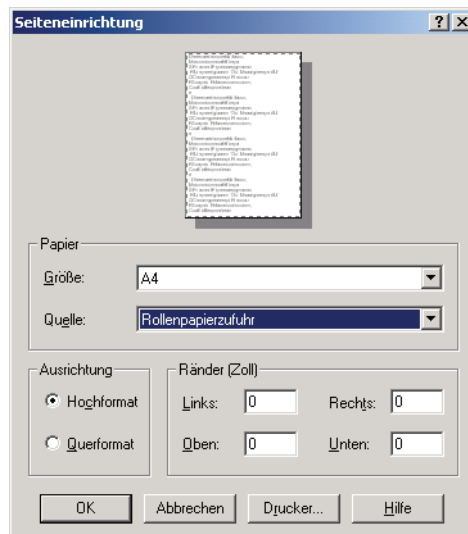 Seiteneinrichtung
Papier
Größe: A4
Quelle: Rollenpapierzufuhr
Ausrichtung
Hochformat
Querformat
Ränder (Zoll)
Links: 0 Rechts: 0
Oben: 0 Unten: 0
OK Abbrechen Drucker... Hilfe